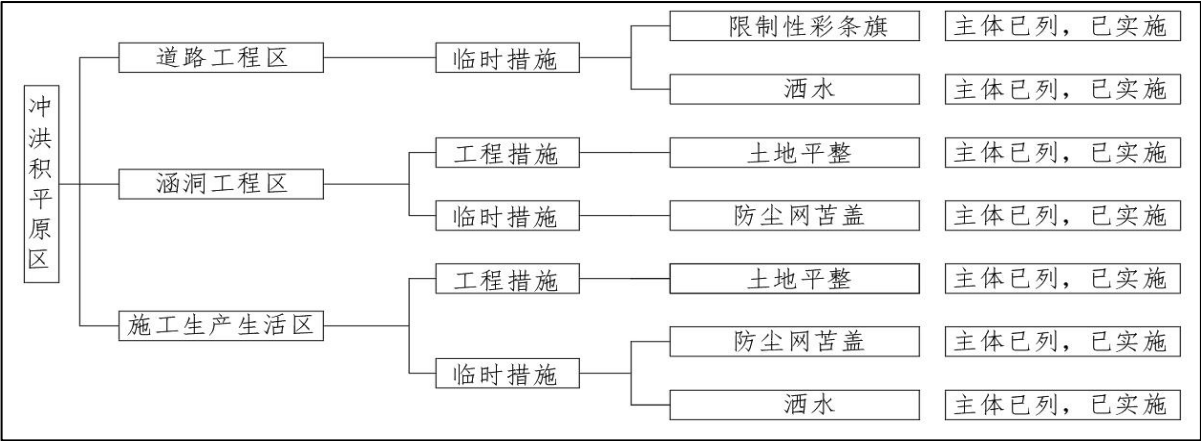 冲洪积平原区
道路工程区
临时措施
限制性彩条旗
主体已列，已实施
洒水
主体已列，已实施
涵洞工程区
工程措施
土地平整
主体已列，已实施
临时措施
防尘网苫盖
主体已列，已实施
施工生产生活区
工程措施
土地平整
主体已列，已实施
临时措施
防尘网苫盖
主体已列，已实施
洒水
主体已列，已实施